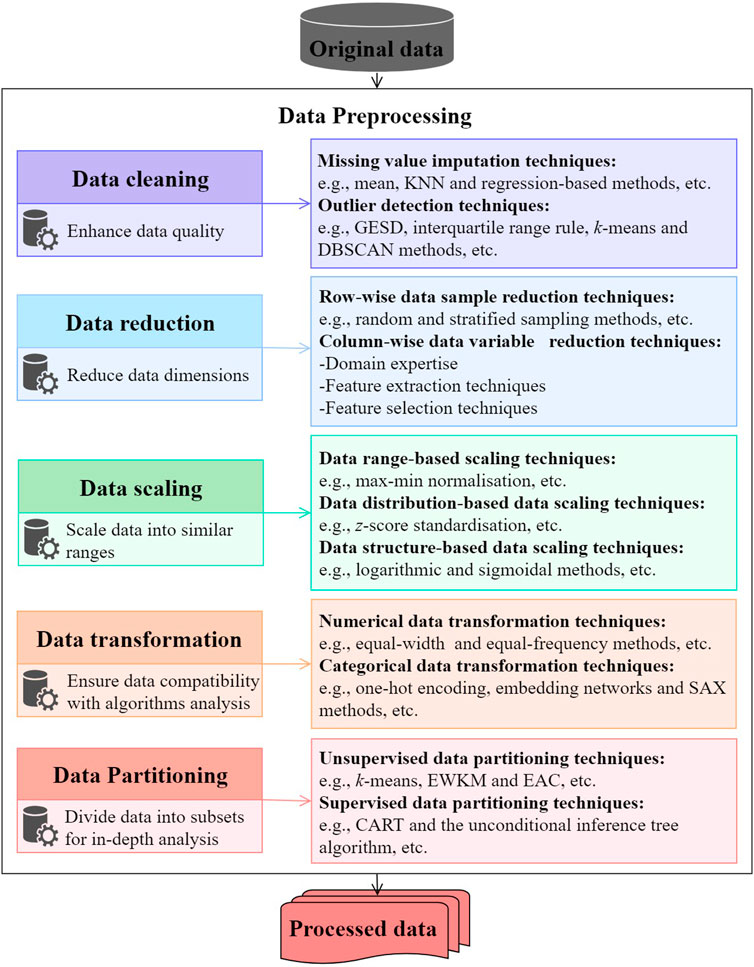 Original data
Data Preprocessing
Data cleaning
Enhance data quality
Missing value imputation techniques:
e.g., mean, KNN and regression-based methods, etc.
Outlier detection techniques:
e.g., GESD, interquartile range rule, k-means and
DBSCAN methods, etc.
Data reduction
Reduce data dimensions
Row-wise data sample reduction techniques:
e.g., random and stratified sampling methods, etc.
Column-wise data variable reduction techniques:
-Domain expertise
-Feature extraction techniques
-Feature selection techniques
Data scaling
Scale data into similar
ranges
Data range-based scaling techniques:
e.g., max-min normalisation, etc.
Data distribution-based data scaling techniques:
e.g., z-score standardisation, etc.
Data structure-based data scaling techniques:
e.g., logarithmic and sigmoidal methods, etc.
Data transformation
Ensure data compatibility
with algorithms analysis
Numerical data transformation techniques:
e.g., equal-width and equal-frequency methods, etc.
Categorical data transformation techniques:
e.g., one-hot encoding, embedding networks and SAX
methods, etc.
Data Partitioning
Divide data into subsets
for in-depth analysis
Unsupervised data partitioning techniques:
e.g., k-means, EWKM and EAC, etc.
Supervised data partitioning techniques:
e.g., CART and the unconditional inference tree
algorithm, etc.
Processed data